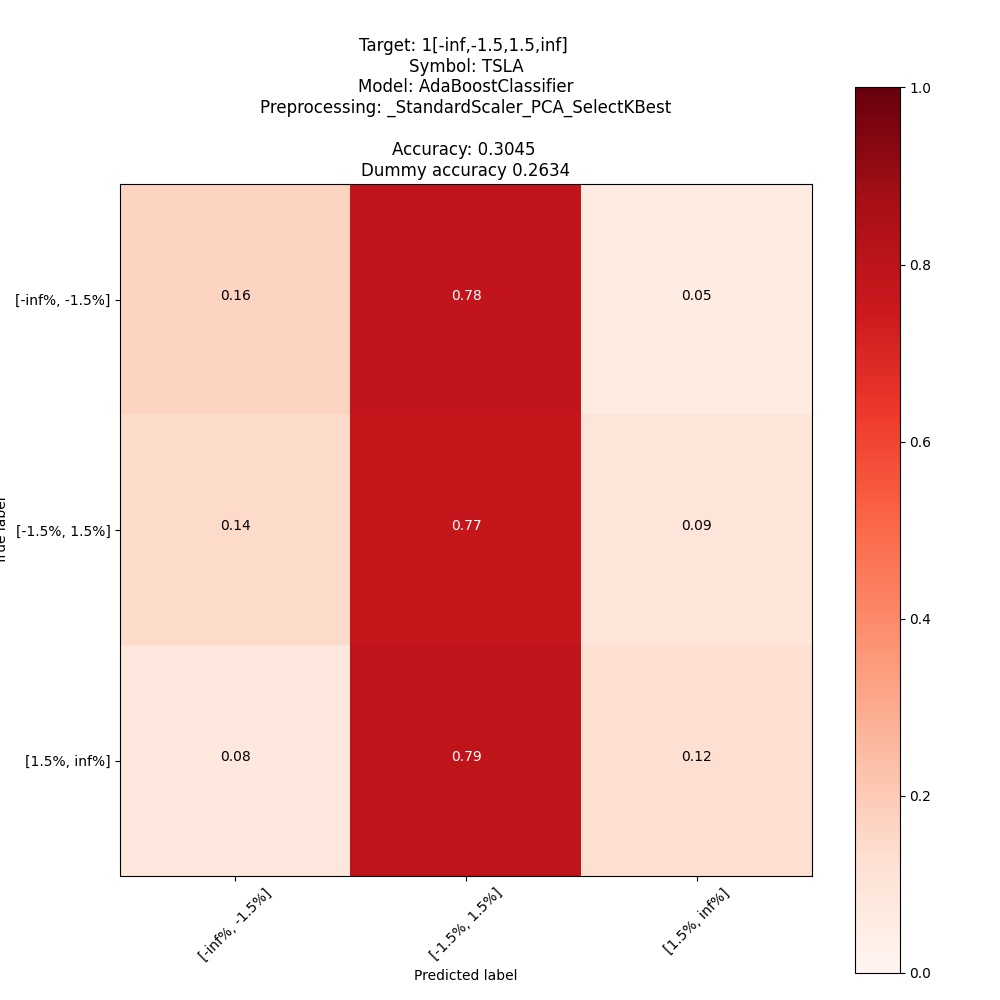 Target: 1[-inf,-1.5,1.5,inf]
Symbol: TSLA
Model: AdaBoostClassifier
Preprocessing: _StandardScaler_PCA_SelectKBest
Accuracy: 0.3045
Dummy accuracy 0.2634
[-inf%, -1.5%]
0.16
0.78
0.05
[-1.5%, 1.5%]
0.14
0.77
0.09
[1.5%, inf%]
0.08
0.79
0.12
[-inf%, -1.5%]
[-1.5%, 1.5%]
[1.5%, inf%]
Predicted label
True label
1.0
0.8
0.6
0.4
0.2
0.0